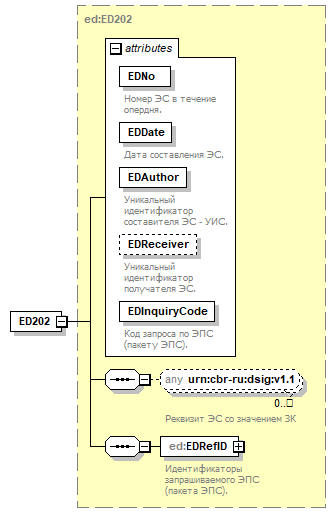 ed:ED202
attributes
EDNo
Номер ЭС в течение
опердня.
EDDate
Дата составления ЭС.
EDAuthor
Уникальный
идентификатор
составителя ЭС - УИС.
EDReceiver
Уникальный
идентификатор
получателя ЭС.
EDInquiryCode
Код запроса по ЭПС
(пакету ЭПС).
ED202
any urn:cbr-ru:dsig:v1.1
0..
Реквизит ЭС со значением ЗК
ed:EDRefID
Идентификаторы
запрашиваемого ЭПС
(пакета ЭПС).